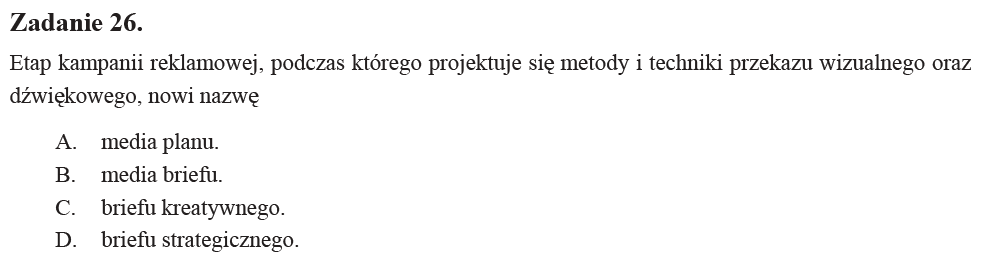 Zadanie 26.
Etap kampanii reklamowej, podczas którego projektuje się metody i techniki przekazu wizualnego oraz
dźwiękowego, nowi nazwę
A. media planu.
B. media briefu.
C. briefu kreatywnego.
D. briefu strategicznego.